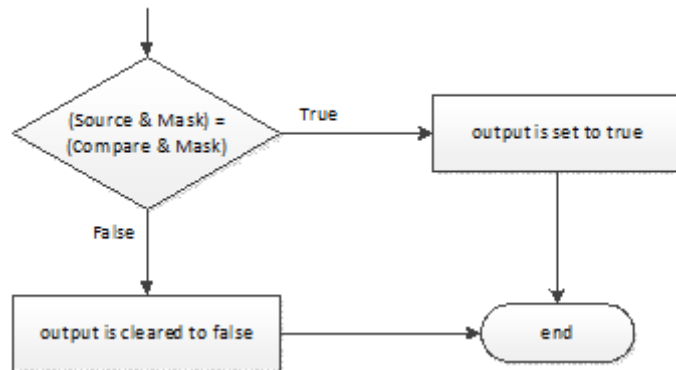 (Source & Mask) =
(Compare & Mask)
True
output is set to true
False
output is cleared to false
end